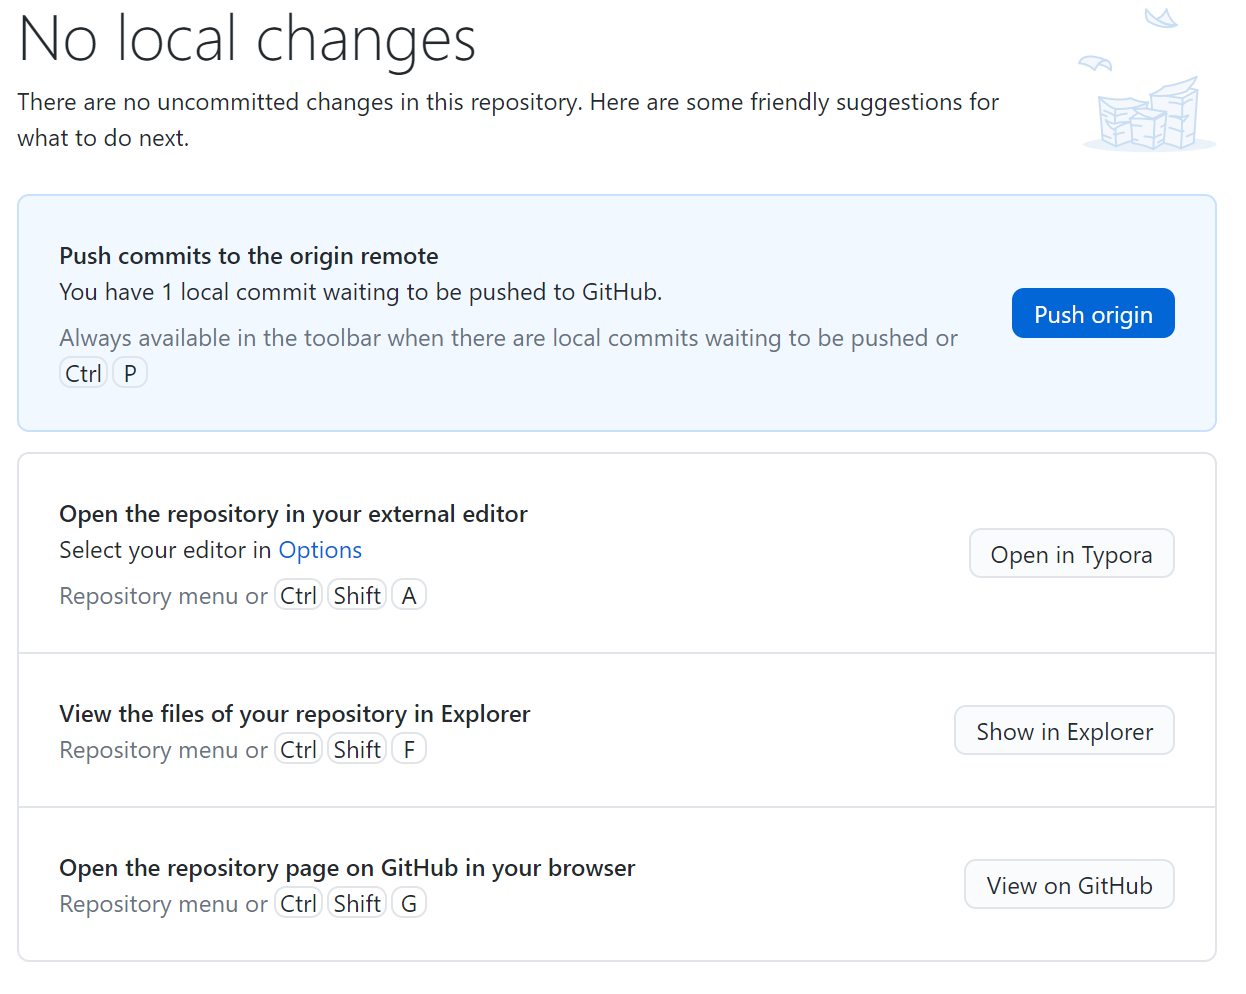 No local changes
There are no uncommitted changes in this repository. Here are some friendly suggestions for
what to do next.
Push commits to the origin remote
You have 1 local commit waiting to be pushed to GitHub.
Always available in the toolbar when there are local commits waiting to be pushed or
Ctrl P
Push origin
Open the repository in your external editor
Select your editor in Options
Repository menu or Ctrl Shift A
Open in Typora
View the files of your repository in Explorer
Repository menu or Ctrl Shift F
Show in Explorer
Open the repository page on GitHub in your browser
Repository menu or Ctrl Shift G
View on GitHub